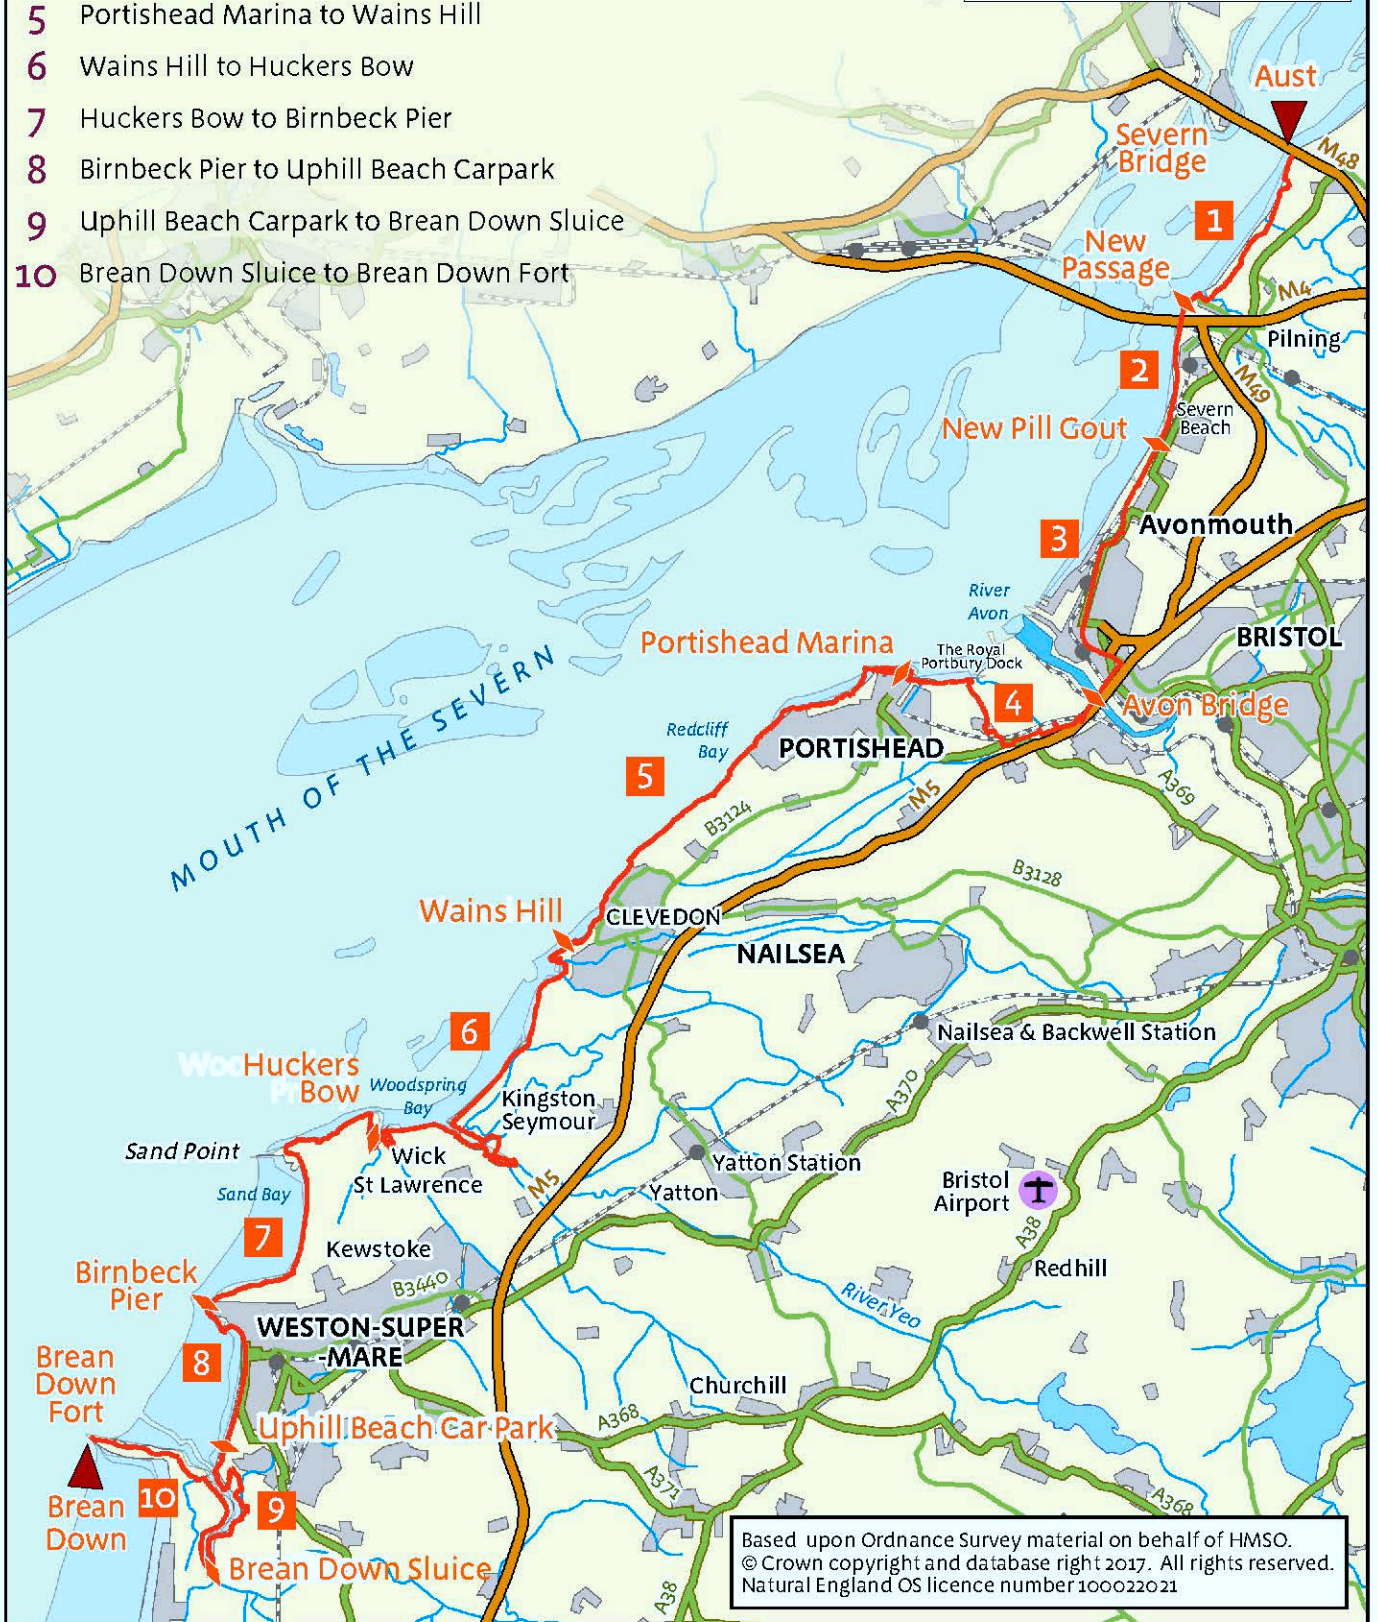 5 Portishead Marina to Wains Hill
6 Wains Hill to Huckers Bow
7 Huckers Bow to Birnbeck Pier
8 Birnbeck Pier to Uphill Beach Carpark
9 Uphill Beach Carpark to Brean Down Sluice
10 Brean Down Sluice to Brean Down Fort
Aust
M48
Severn
Bridge
1
New
Passage
M4
Pilning
2
M49
Severn
Beach
New Pill Gout
Avonmouth
3
River
Avon
BRISTOL
Portishead Marina
The Royal
Portbury Dock
4
Avon Bridge
MOUTH OF THE SEVERN
Redcliff
Bay
PORTISHEAD
5
M5
A369
B3124
B3128
Wains Hill
CLEVEDON
NAILSEA
6
Nailsea & Backwell Station
Huckers
Bow
Woodspring
Bay
Kingston
Seymour
A370
Sand Point
Wick
St Lawrence
M5
Yatton Station
Yatton
Bristol
Airport
Sand Bay
7
A38
Kewstoke
Redhill
Birnbeck
Pier
B3440
River Yeo
WESTON-SUPER
-MARE
8
Brean
Down
Fort
Churchill
Uphill Beach Car Park
A368
A371
A368
10
9
Brean
Down
Brean Down Sluice
A38
Based upon Ordnance Survey material on behalf of HMSO.
© Crown copyright and database right 2017. All rights reserved.
Natural England OS licence number 100022021